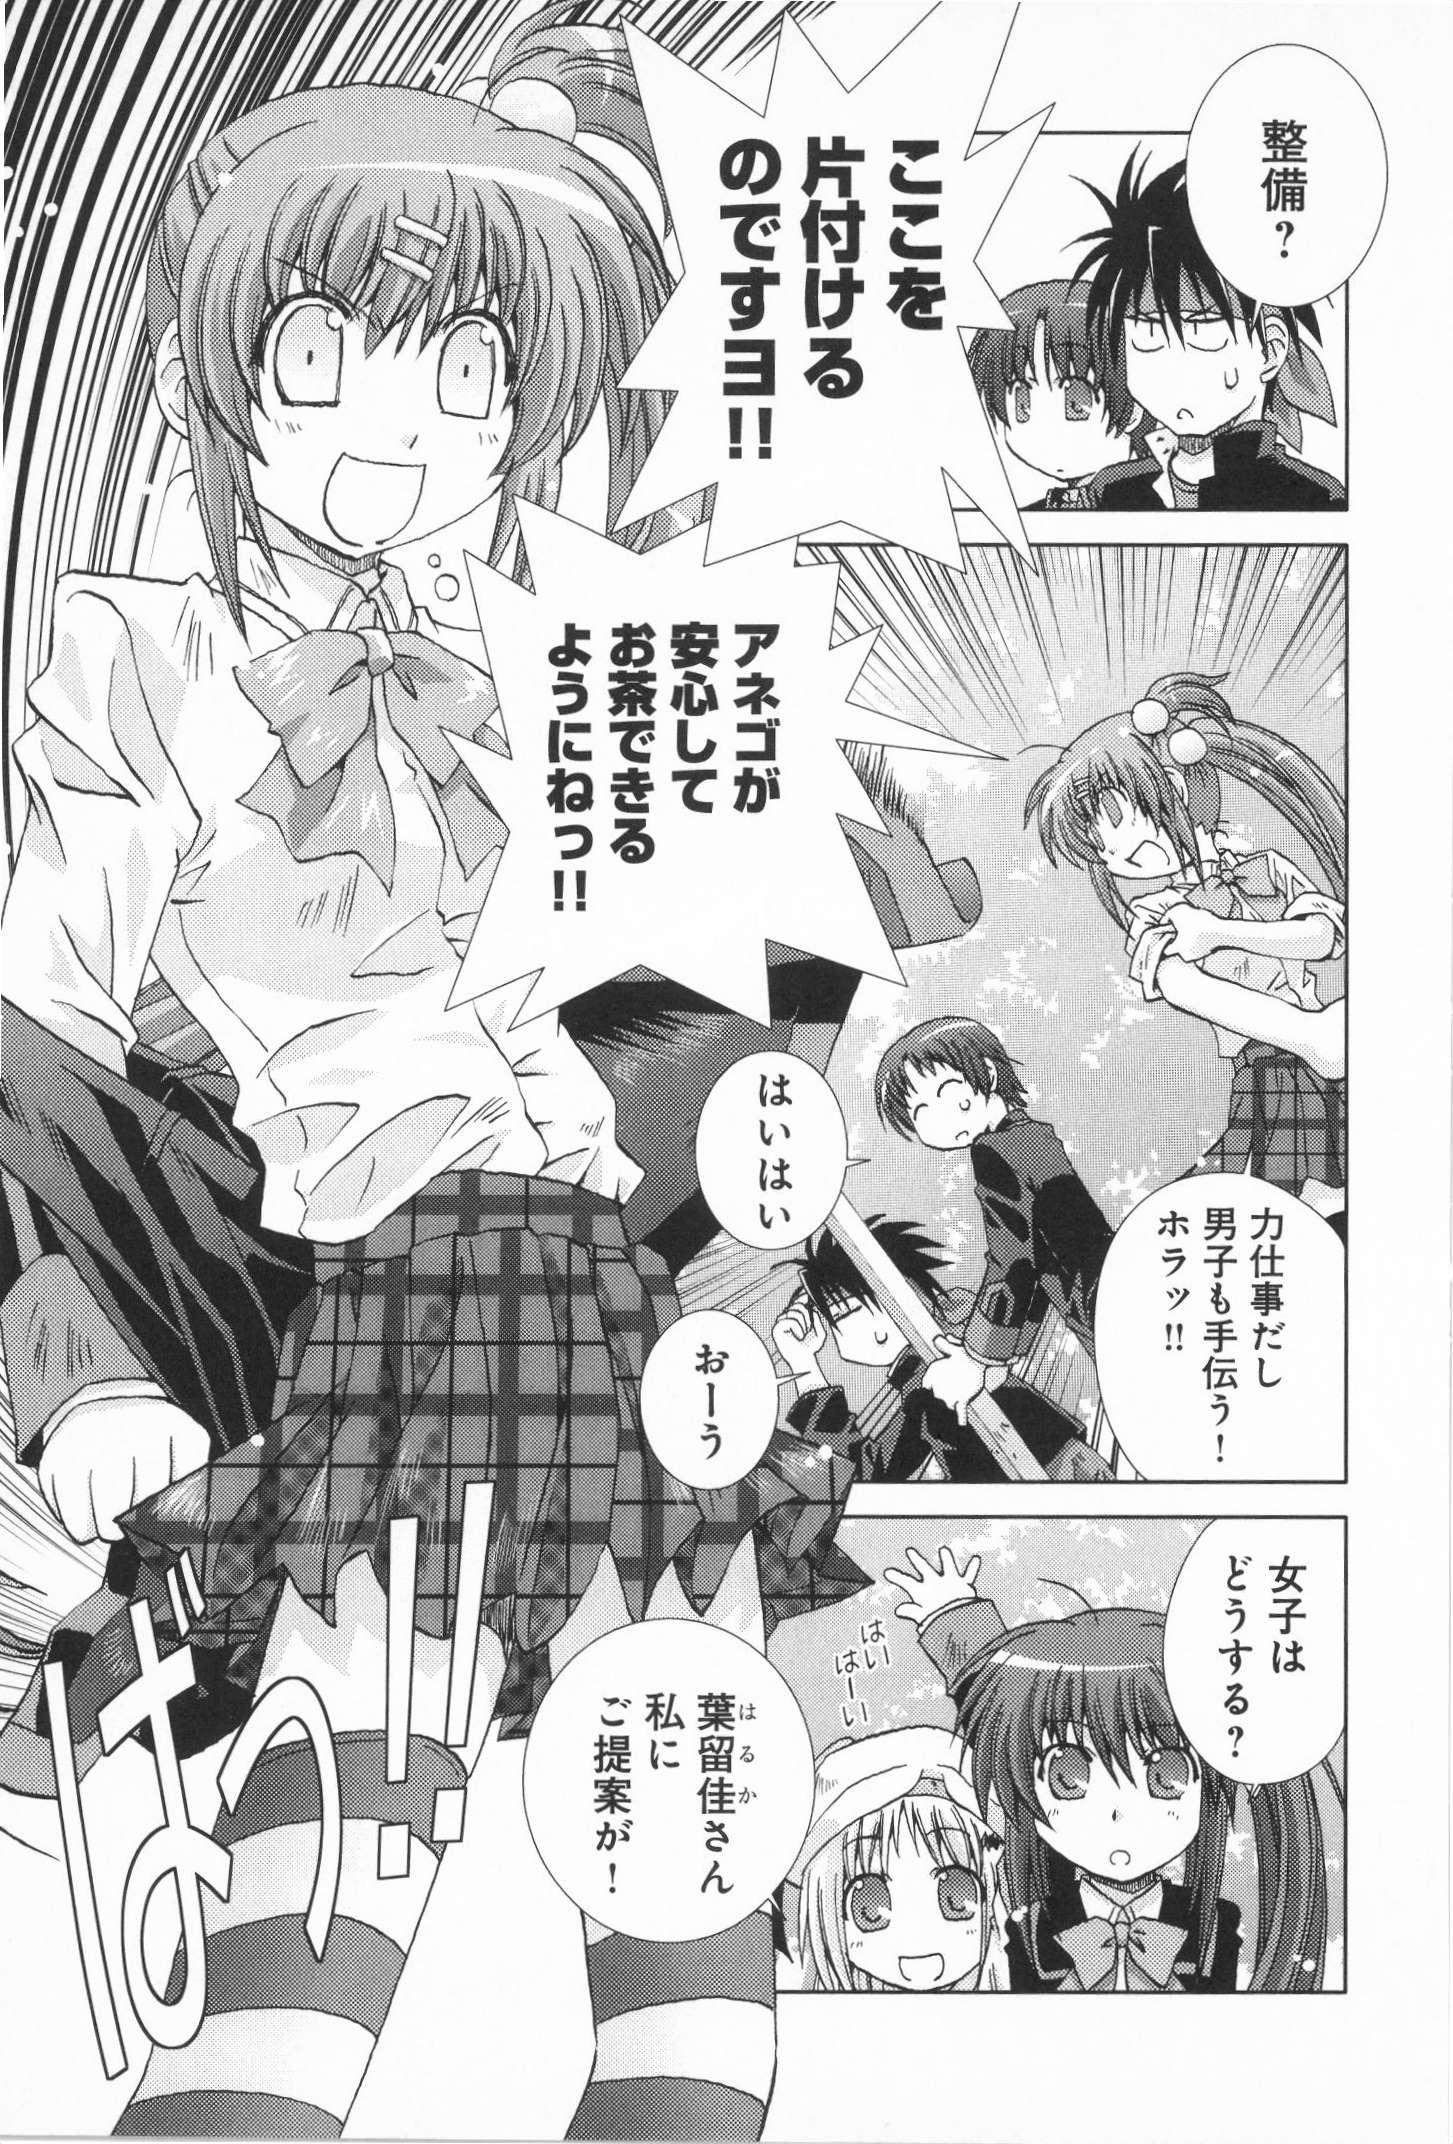 整備?
ここを
片付ける
のですヨ!!
アネゴが
安心して
お茶できる
ようにねっ!!
力仕事だし
男子も手伝う!
ホラッ!!
はいはい
おーう
女子は
どうする?
はい
はーい
葉留佳さん
はるか
私に
ご提案が!
ばっ!!